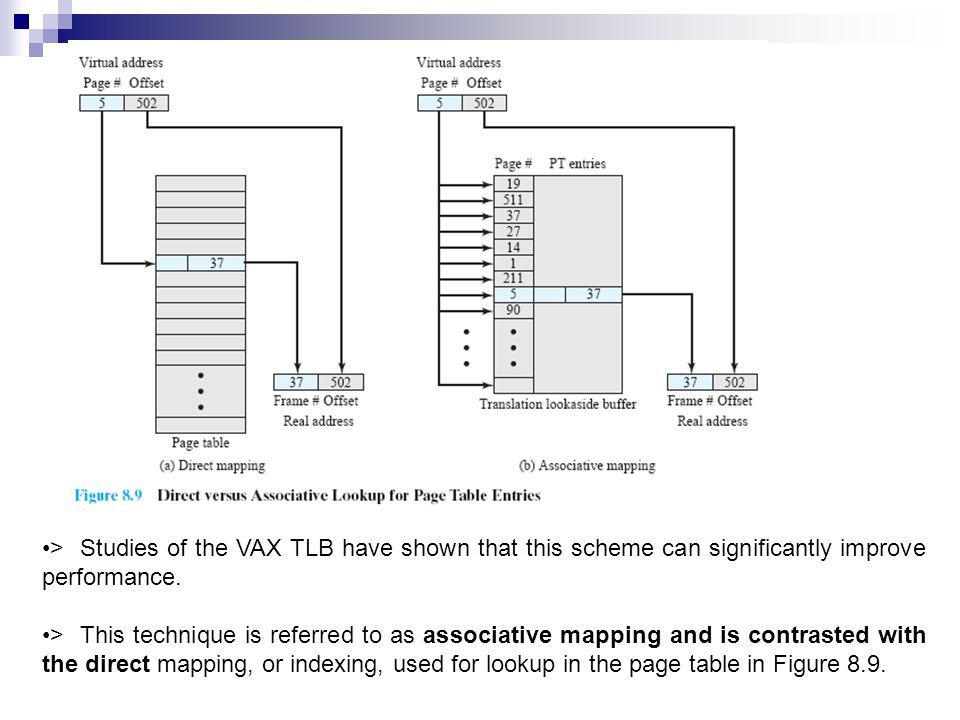 Virtual address
Page # Offset
5 502
37
37 502
Frame # Offset
Real address
Page table
(a) Direct mapping
Virtual address
Page # Offset
5 502
Page # PT entries
19
511
37
27
14
1
211
5 37
90
37 502
Frame # Offset
Real address
Translation lookaside buffer
(b) Associative mapping
Figure 8.9 Direct versus Associative Lookup for Page Table Entries
•> Studies of the VAX TLB have shown that this scheme can significantly improve
performance.
•> This technique is referred to as associative mapping and is contrasted with
the direct mapping, or indexing, used for lookup in the page table in Figure 8.9.